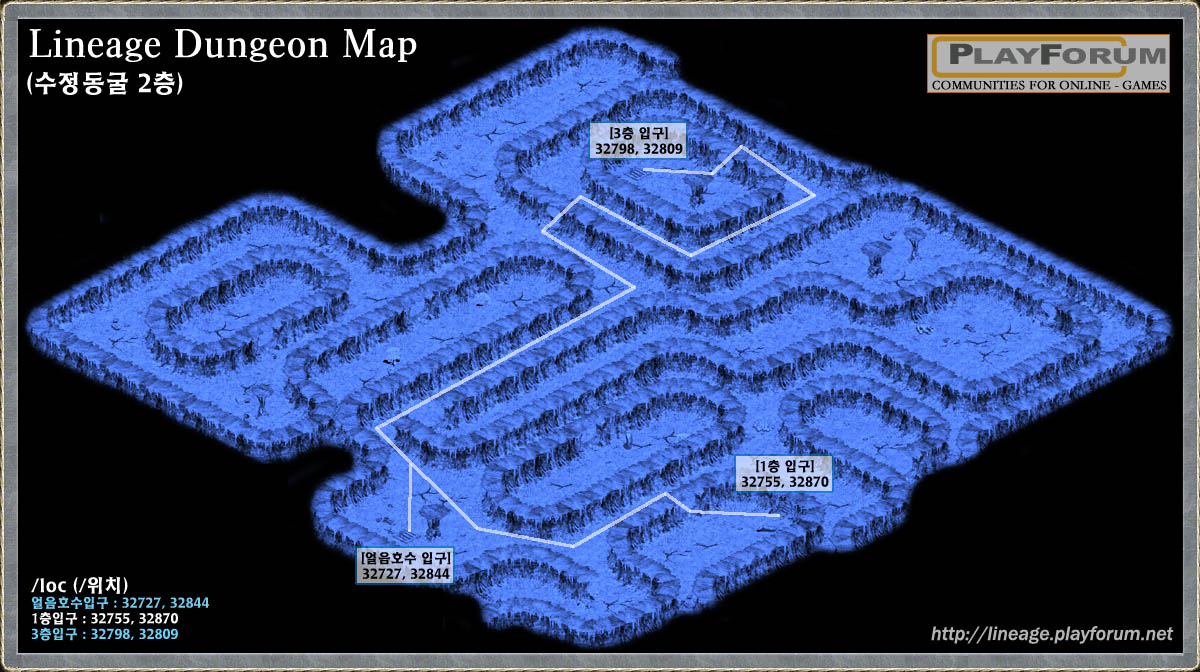 Lineage Dungeon Map
(수정동굴 2층)
PLAYFORUM
COMMUNITIES FOR ONLINE - GAMES
[3층 입구]
32798, 32809
[1층 입구]
32755, 32870
[얼음호수 입구]
32727, 32844
/loc (/위치)
얼음호수입구 : 32727, 32844
1층입구 : 32755, 32870
3층입구 : 32798, 32809
http://lineage.playforum.net